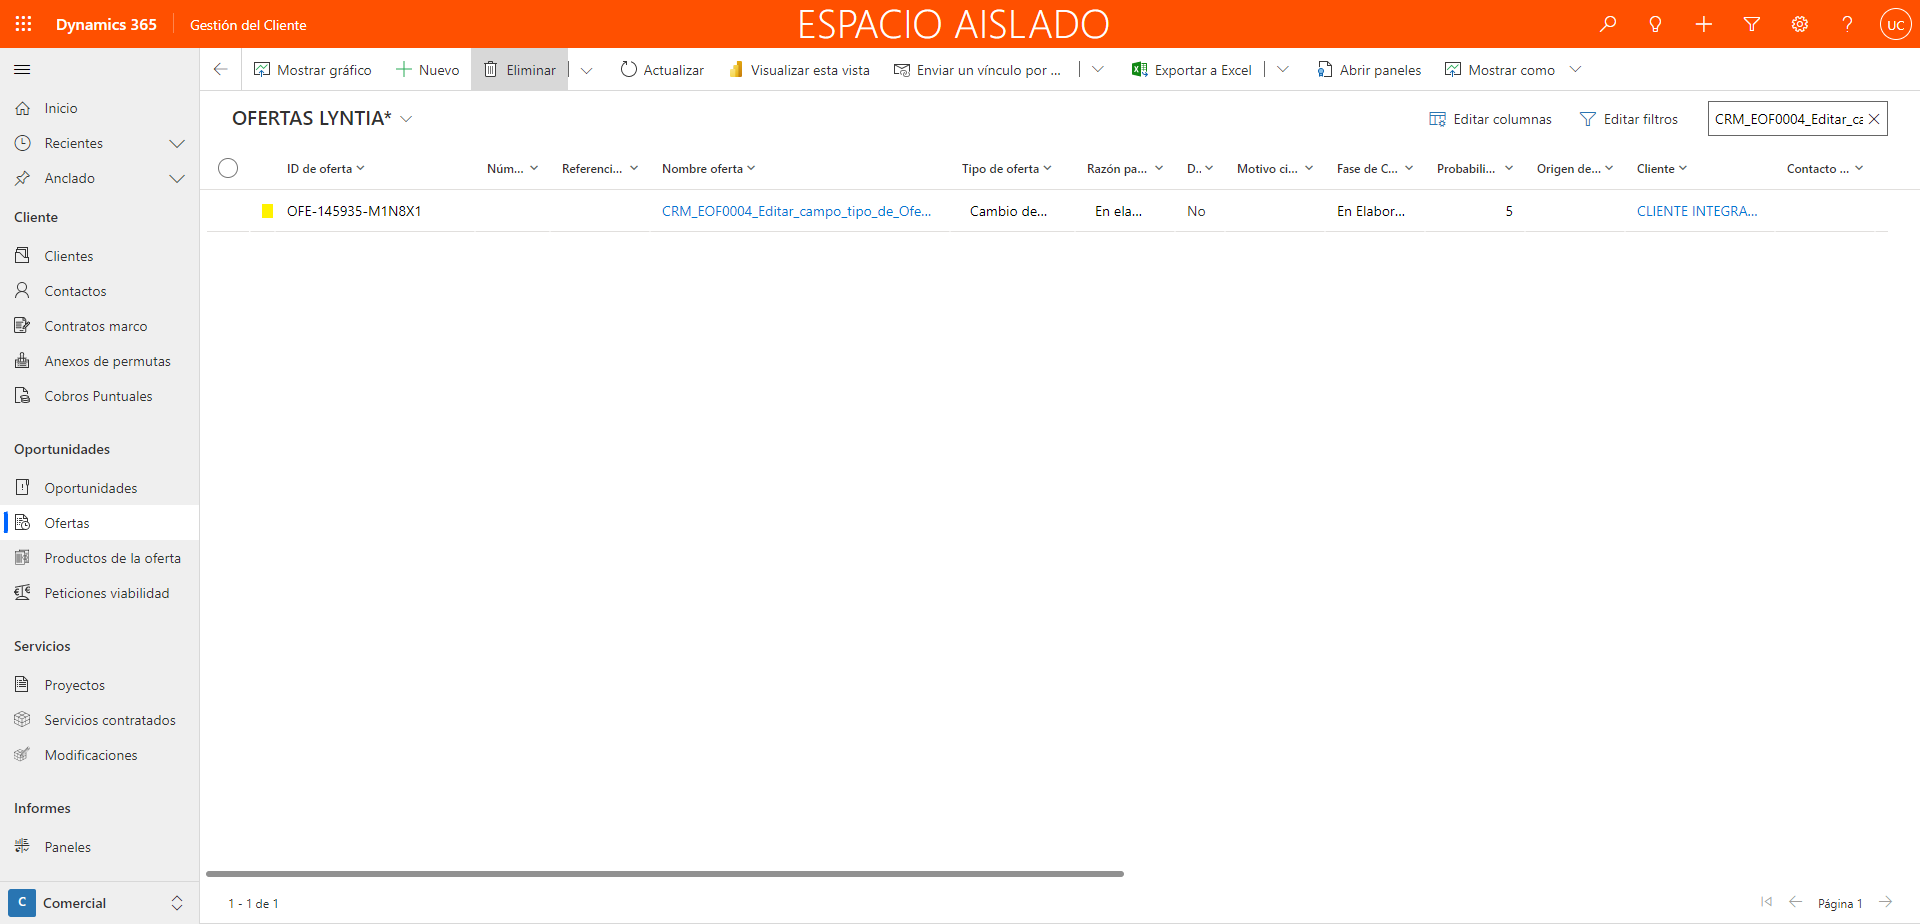 Dynamics 365
Gestión del Cliente
ESPACIO AISLADO
UC
Mostrar gráfico
Nuevo
Eliminar
Actualizar
Visualizar esta vista
Enviar un vínculo por ...
Exportar a Excel
Abrir paneles
Mostrar como
Inicio
Recientes
Anclado
Cliente
Clientes
Contactos
Contratos marco
Anexos de permutas
Cobros Puntuales
Oportunidades
Oportunidades
Ofertas
Productos de la oferta
Peticiones viabilidad
Servicios
Proyectos
Servicios contratados
Modificaciones
Informes
Paneles
C Comercial
OFERTAS LYNTIA*
Editar columnas
Editar filtros
CRM_EOF0004_Editar_ca
ID de oferta Núm... Referenci... Nombre oferta Tipo de oferta Razón pa... D.. Motivo ci... Fase de C... Probabili... Origen de... Cliente Contacto ...
OFE-145935-M1N8X1 CRM_EOF0004_Editar_campo_tipo_de_Ofe... Cambio de... En ela... No En Elabor... 5 CLIENTE INTEGRA...
1 - 1 de 1
Página 1